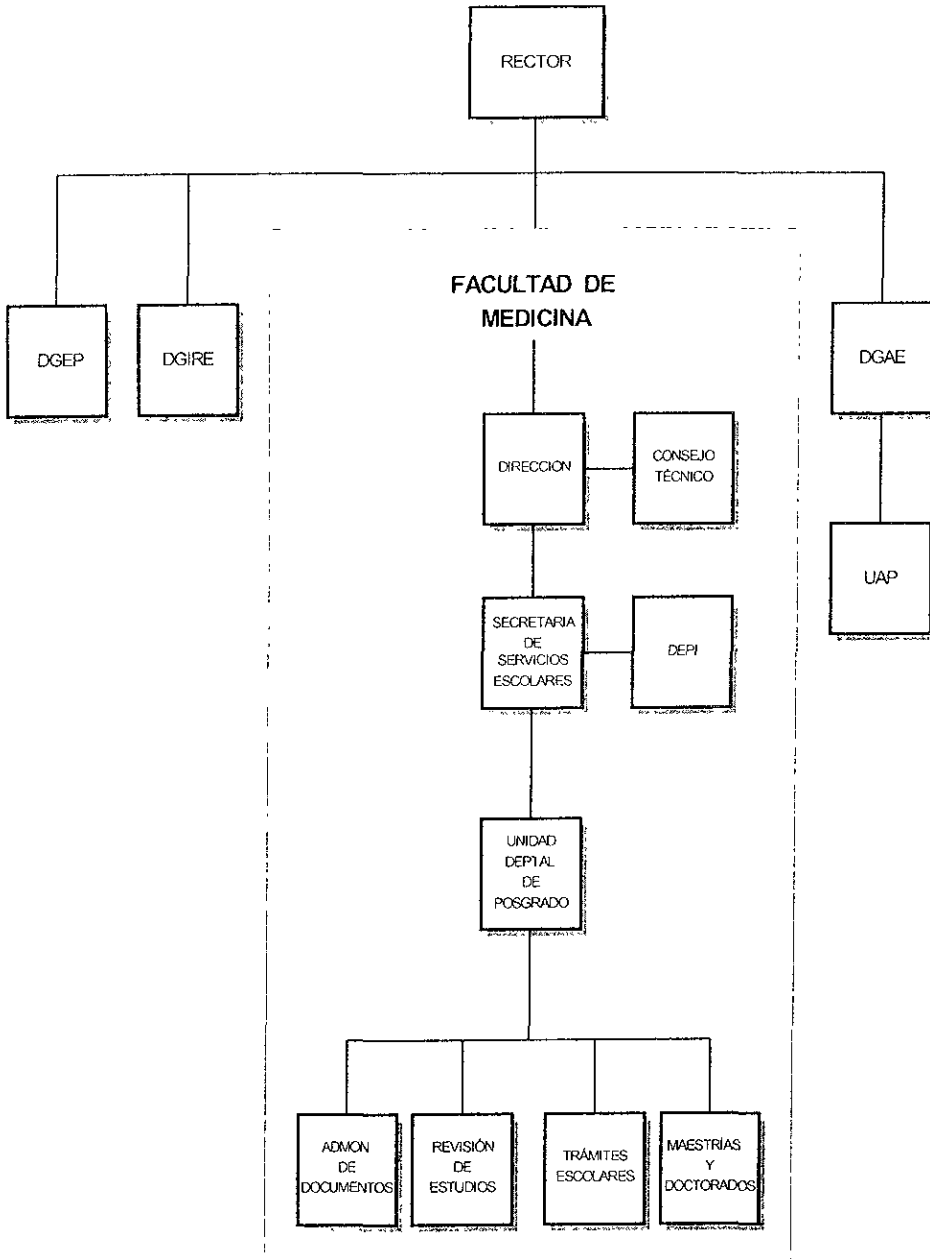 RECTOR
FACULTAD DE
MEDICINA
DGEP
DGIRE
DGAE
DIRECCION
CONSEJO
TÉCNICO
UAP
SECRETARIA
DE
SERVICIOS
ESCOLARES
DEPI
UNIDAD
DEPTAL
DE
POSGRADO
ADMON
DE
DOCUMENTOS
REVISIÓN
DE
ESTUDIOS
TRÁMITES
ESCOLARES
MAESTRÍAS
Y
DOCTORADOS